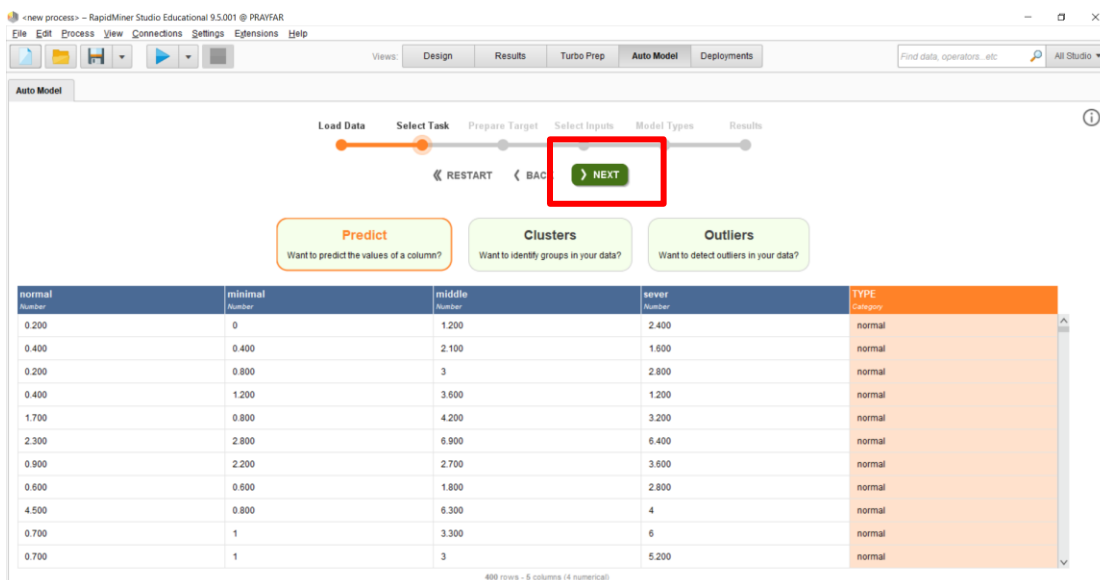 <new process> – RapidMiner Studio Educational 9.5.001 @ PRAYFAR
File Edit Process View Connections Settings Extensions Help
Views: Design Results Turbo Prep Auto Model Deployments Find data, operators...etc All Studio
Auto Model
Load Data Select Task Prepare Target Select Inputs Model Types Results
RESTART BAC NEXT
Predict Clusters Outliers
Want to predict the values of a column? Want to identify groups in your data? Want to detect outliers in your data?
normal minimal middle sever TYPE
Number Number Number Number Category
0.200 0 1.200 2.400 normal
0.400 0.400 2.100 1.600 normal
0.200 0.800 3 2.800 normal
0.400 1.200 3.600 1.200 normal
1.700 0.800 4.200 3.200 normal
2.300 2.800 6.900 6.400 normal
0.900 2.200 2.700 3.600 normal
0.600 0.600 1.800 2.800 normal
4.500 0.800 6.300 4 normal
0.700 1 3.300 6 normal
0.700 1 3 5.200 normal
400 rows - 5 columns (4 numerical)